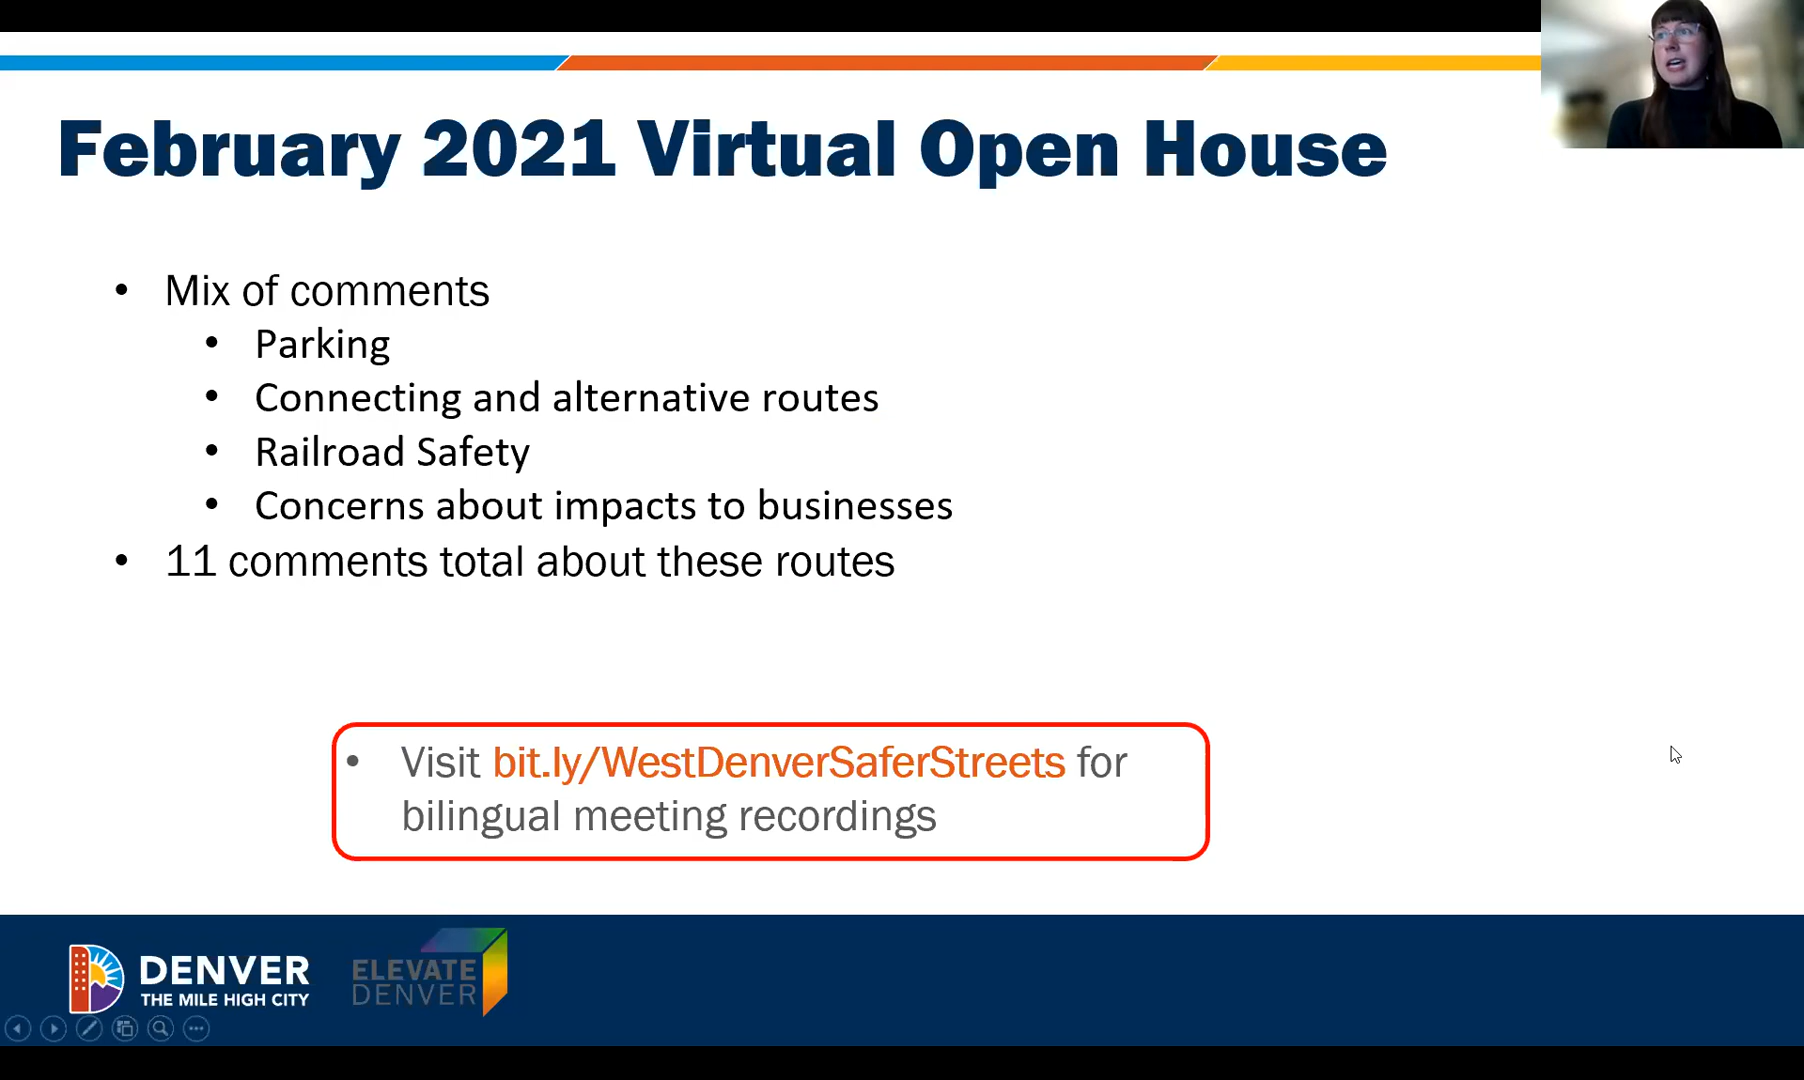 February 2021 Virtual Open House
• Mix of comments
• Parking
• Connecting and alternative routes
• Railroad Safety
• Concerns about impacts to businesses
• 11 comments total about these routes
• Visit bit.ly/WestDenverSaferStreets for
bilingual meeting recordings
DENVER
THE MILE HIGH CITY
ELEVATE
DENVER